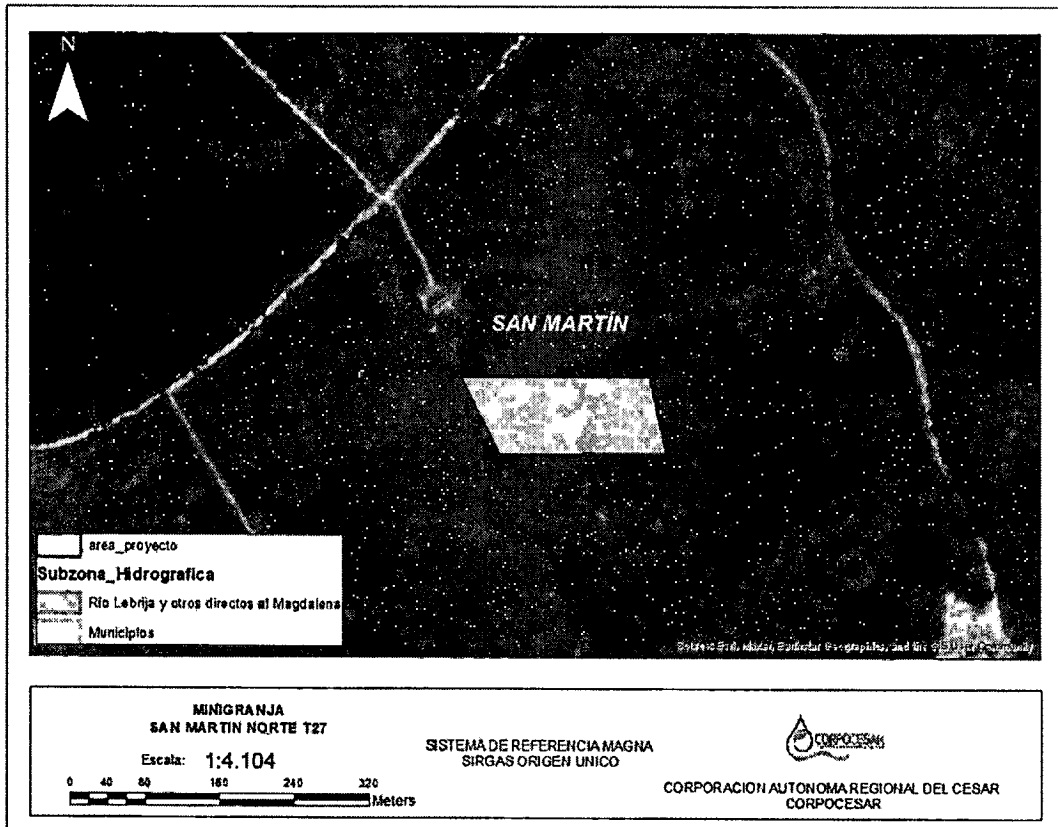 N
SAN MARTÍN
area_proyecto
Subzona_Hidrografica
Río Lebrija y otros directos al Magdalena
Municipios
MINIGRANJA
SAN MARTIN NORTE T27
Escala: 1:4.104
0 40 80 160 240 320
Meters
SISTEMA DE REFERENCIA MAGNA
SIRGAS ORIGEN UNICO
CORPOCESAR
CORPORACION AUTONOMA REGIONAL DEL CESAR
CORPOCESAR